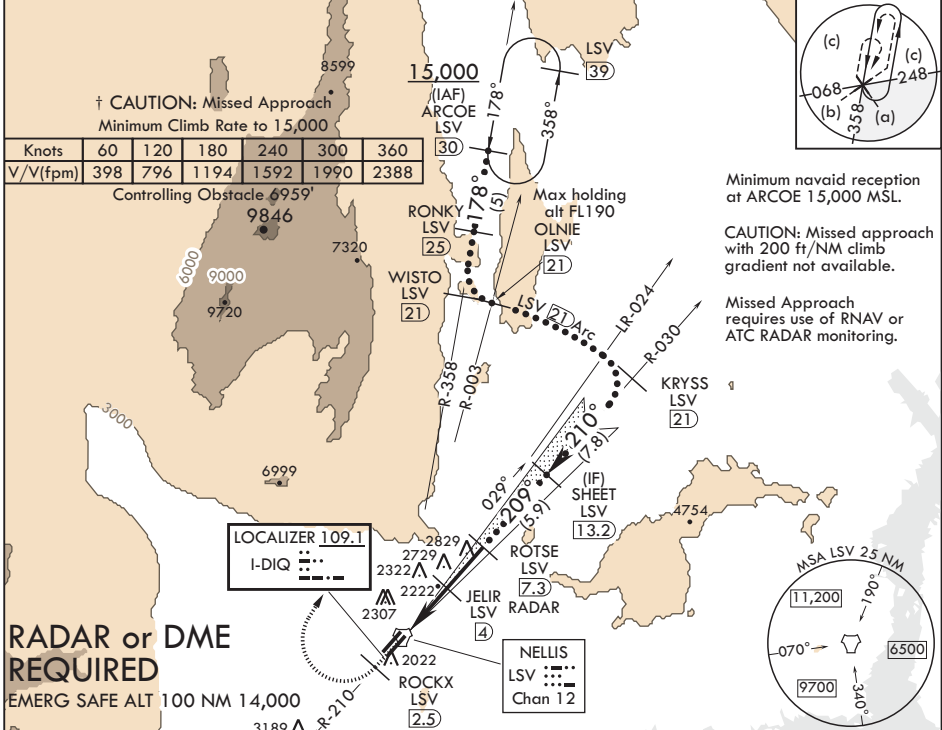 † CAUTION: Missed Approach
Minimum Climb Rate to 15,000
Knots 60 120 180 240 300 360
V/V(fpm) 398 796 1194 1592 1990 2388
Controlling Obstacle 6959'
8599
9846
7320
6000
9000
9720
3000
6999
15,000
(IAF)
ARCOE
LSV
30
178°
358°
LSV
39
178°
(5)
RONKY
LSV
25
Max holding
alt FL190
OLNIE
LSV
21
WISTO
LSV
21
LSV 21 Arc
LR-024
R-030
R-358
R-003
KRYSS
LSV
21
210°
(7.8)
(IF)
SHEET
LSV
13.2
029°
209°
(5.9)
4754
ROTSE
LSV
7.3
RADAR
2829
2729
2322
2222
2307
JELIR
LSV
4
LOCALIZER 109.1
I-DIQ
2022
ROCKX
LSV
2.5
NELLIS
LSV
Chan 12
R-210
3189
RADAR or DME
REQUIRED
EMERG SAFE ALT 100 NM 14,000
(c)
(c)
068
248
(b)
358
(a)
Minimum navaid reception
at ARCOE 15,000 MSL.
CAUTION: Missed approach
with 200 ft/NM climb
gradient not available.
Missed Approach
requires use of RNAV or
ATC RADAR monitoring.
MSA LSV 25 NM
11,200
190°
070°
6500
9700
340°